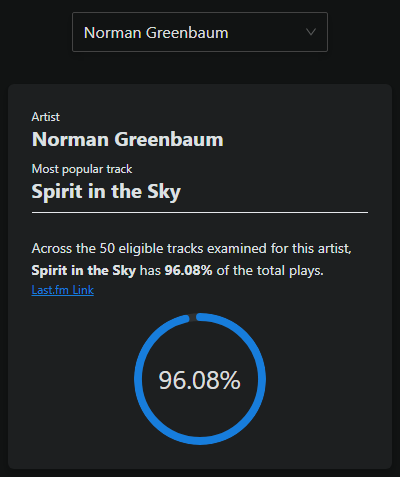 Norman Greenbaum
Artist
Norman Greenbaum
Most popular track
Spirit in the Sky
Across the 50 eligible tracks examined for this artist,
Spirit in the Sky has 96.08% of the total plays.
Last.fm Link
96.08%